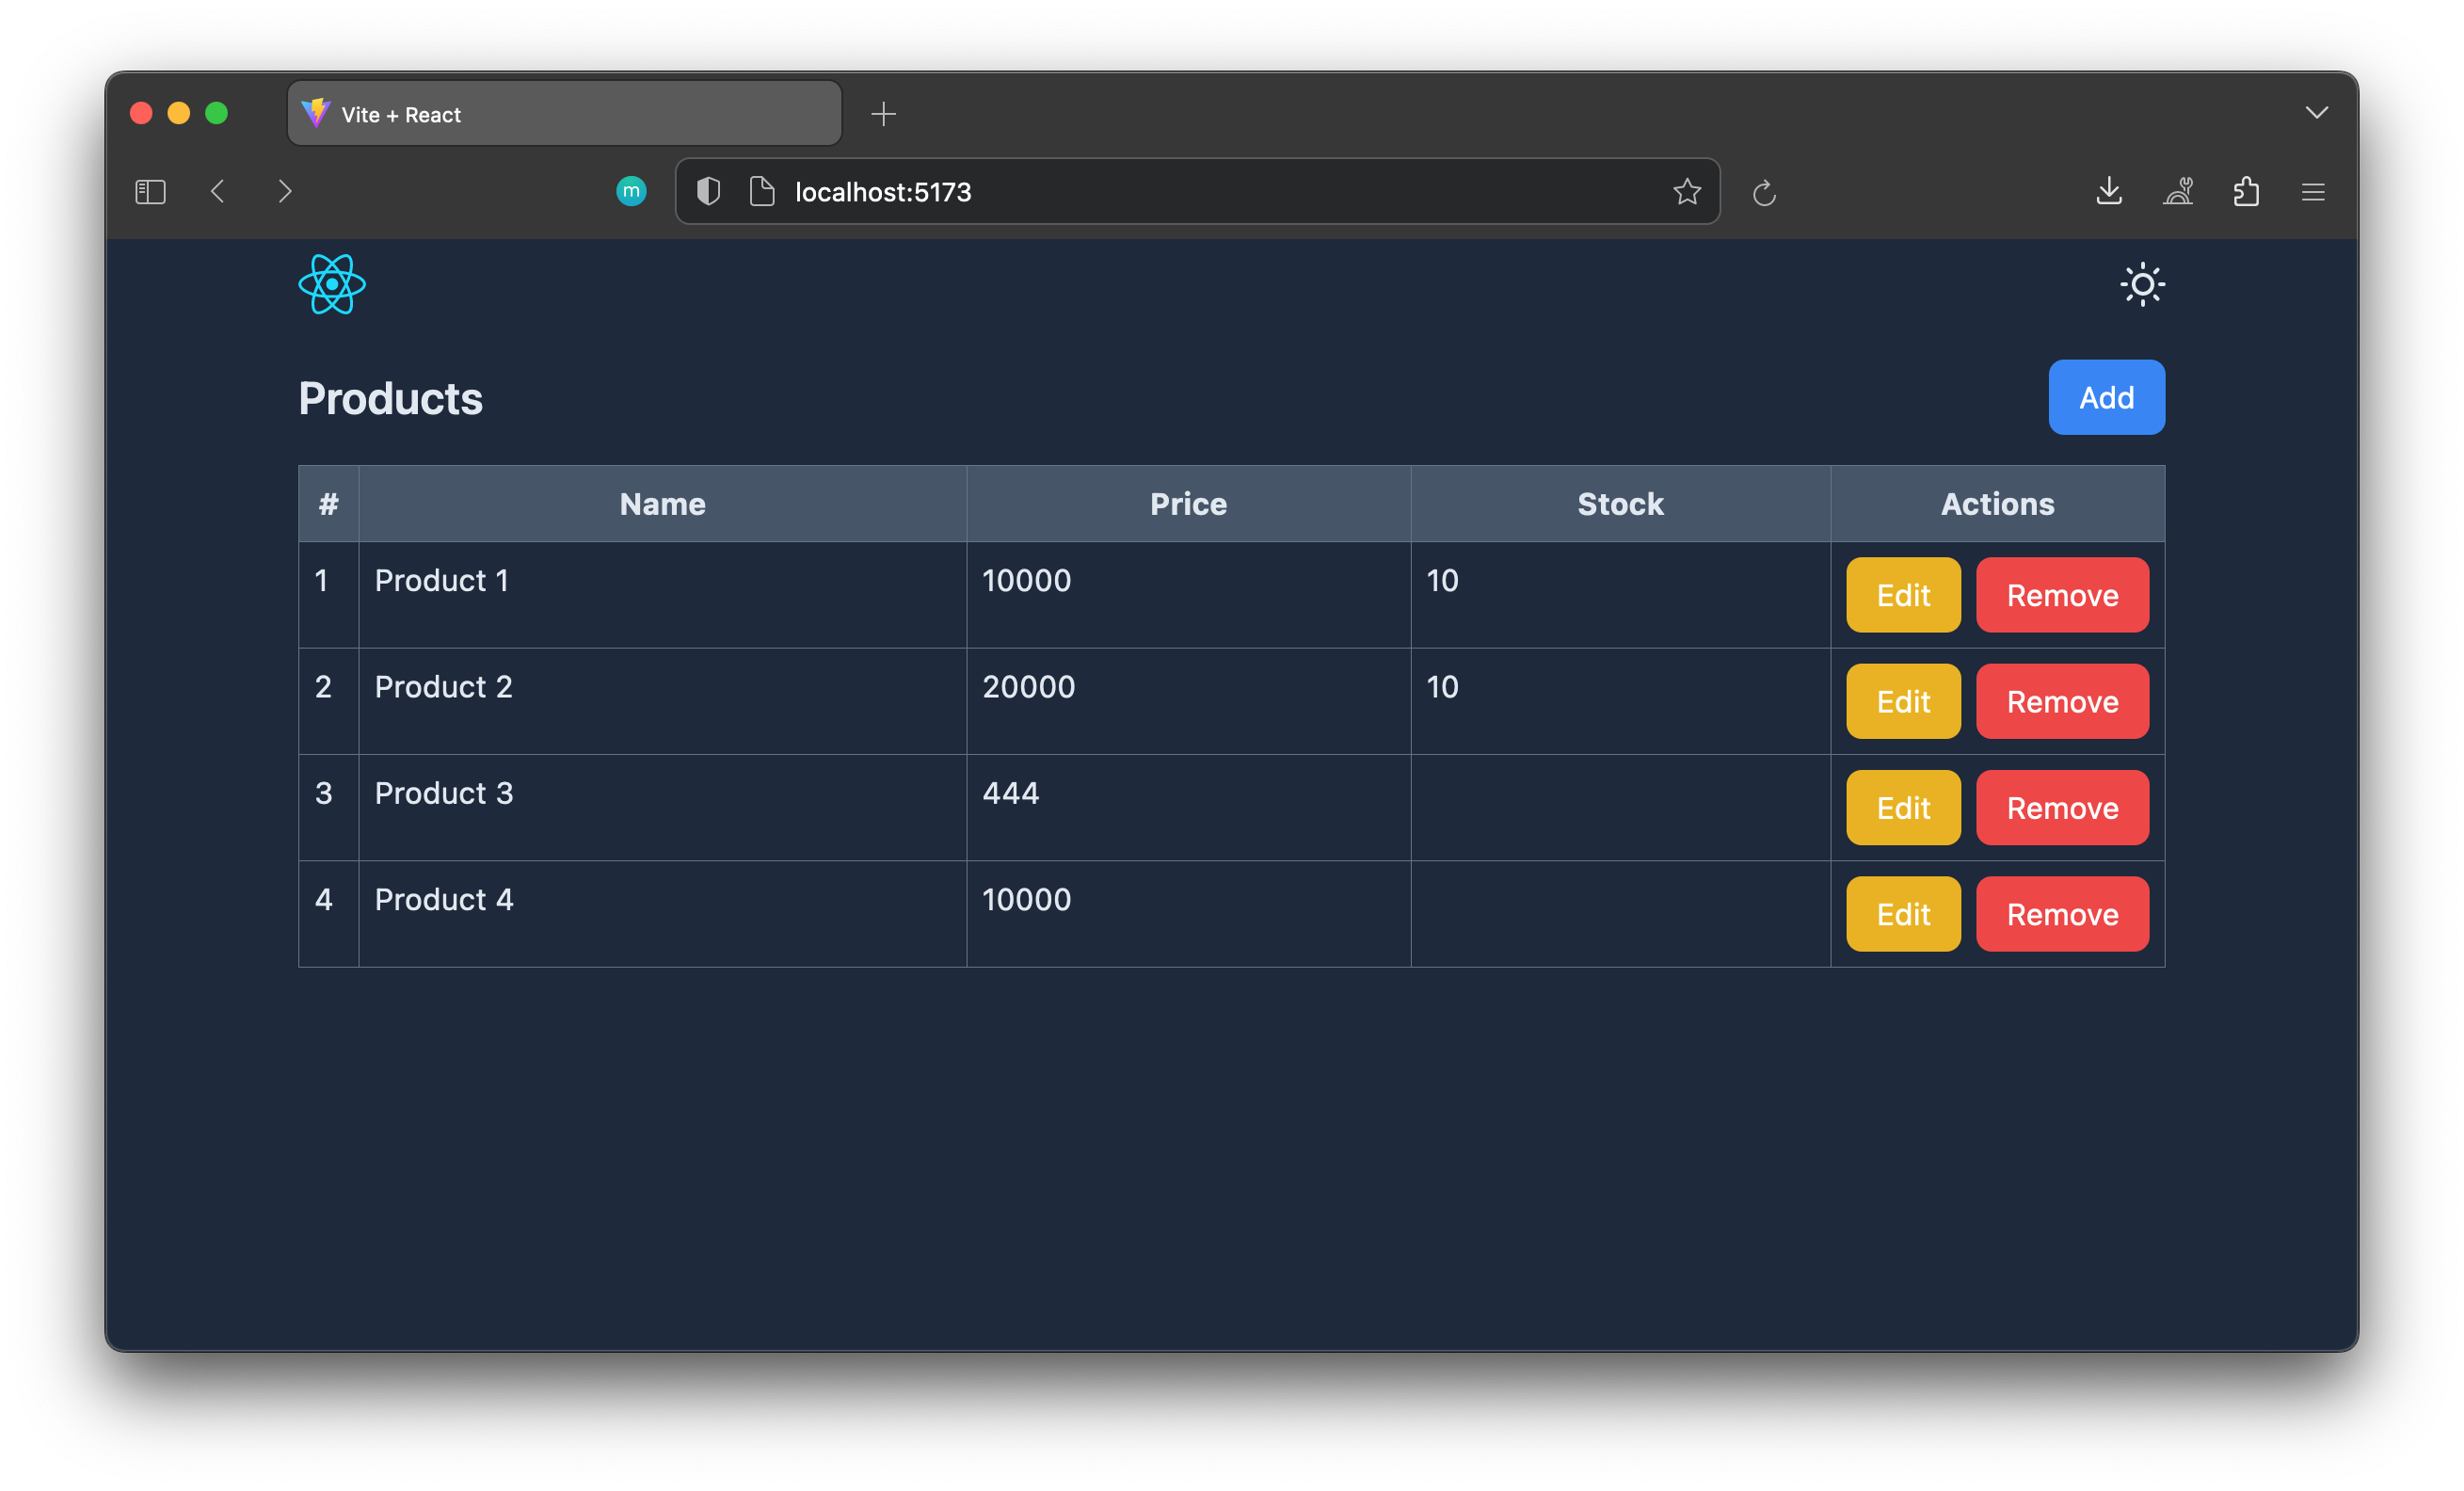 Vite + React
m
localhost:5173
Products
Add
# Name Price Stock Actions
1 Product 1 10000 10 Edit Remove
2 Product 2 20000 10 Edit Remove
3 Product 3 444 Edit Remove
4 Product 4 10000 Edit Remove